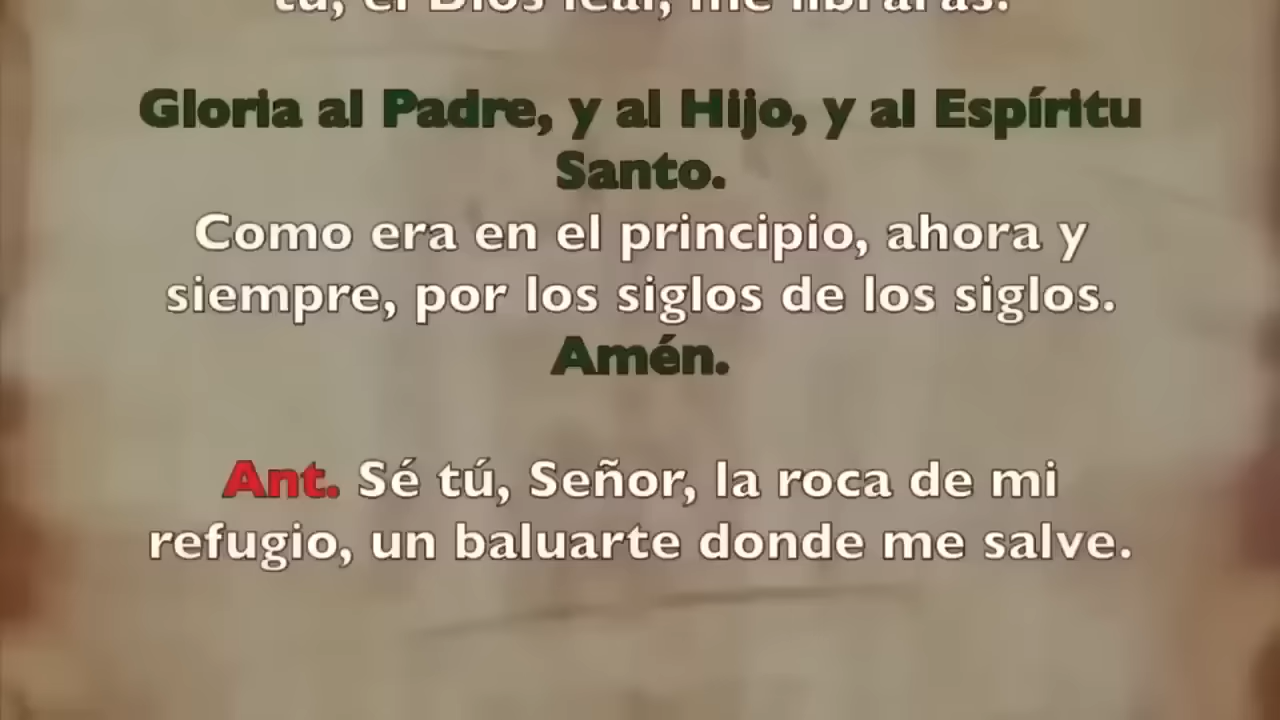 tú, el Dios leal, me librarás.
Gloria al Padre, y al Hijo, y al Espíritu
Santo.
Como era en el principio, ahora y
siempre, por los siglos de los siglos.
Amén.
Ant. Sé tú, Señor, la roca de mi
refugio, un baluarte donde me salve.